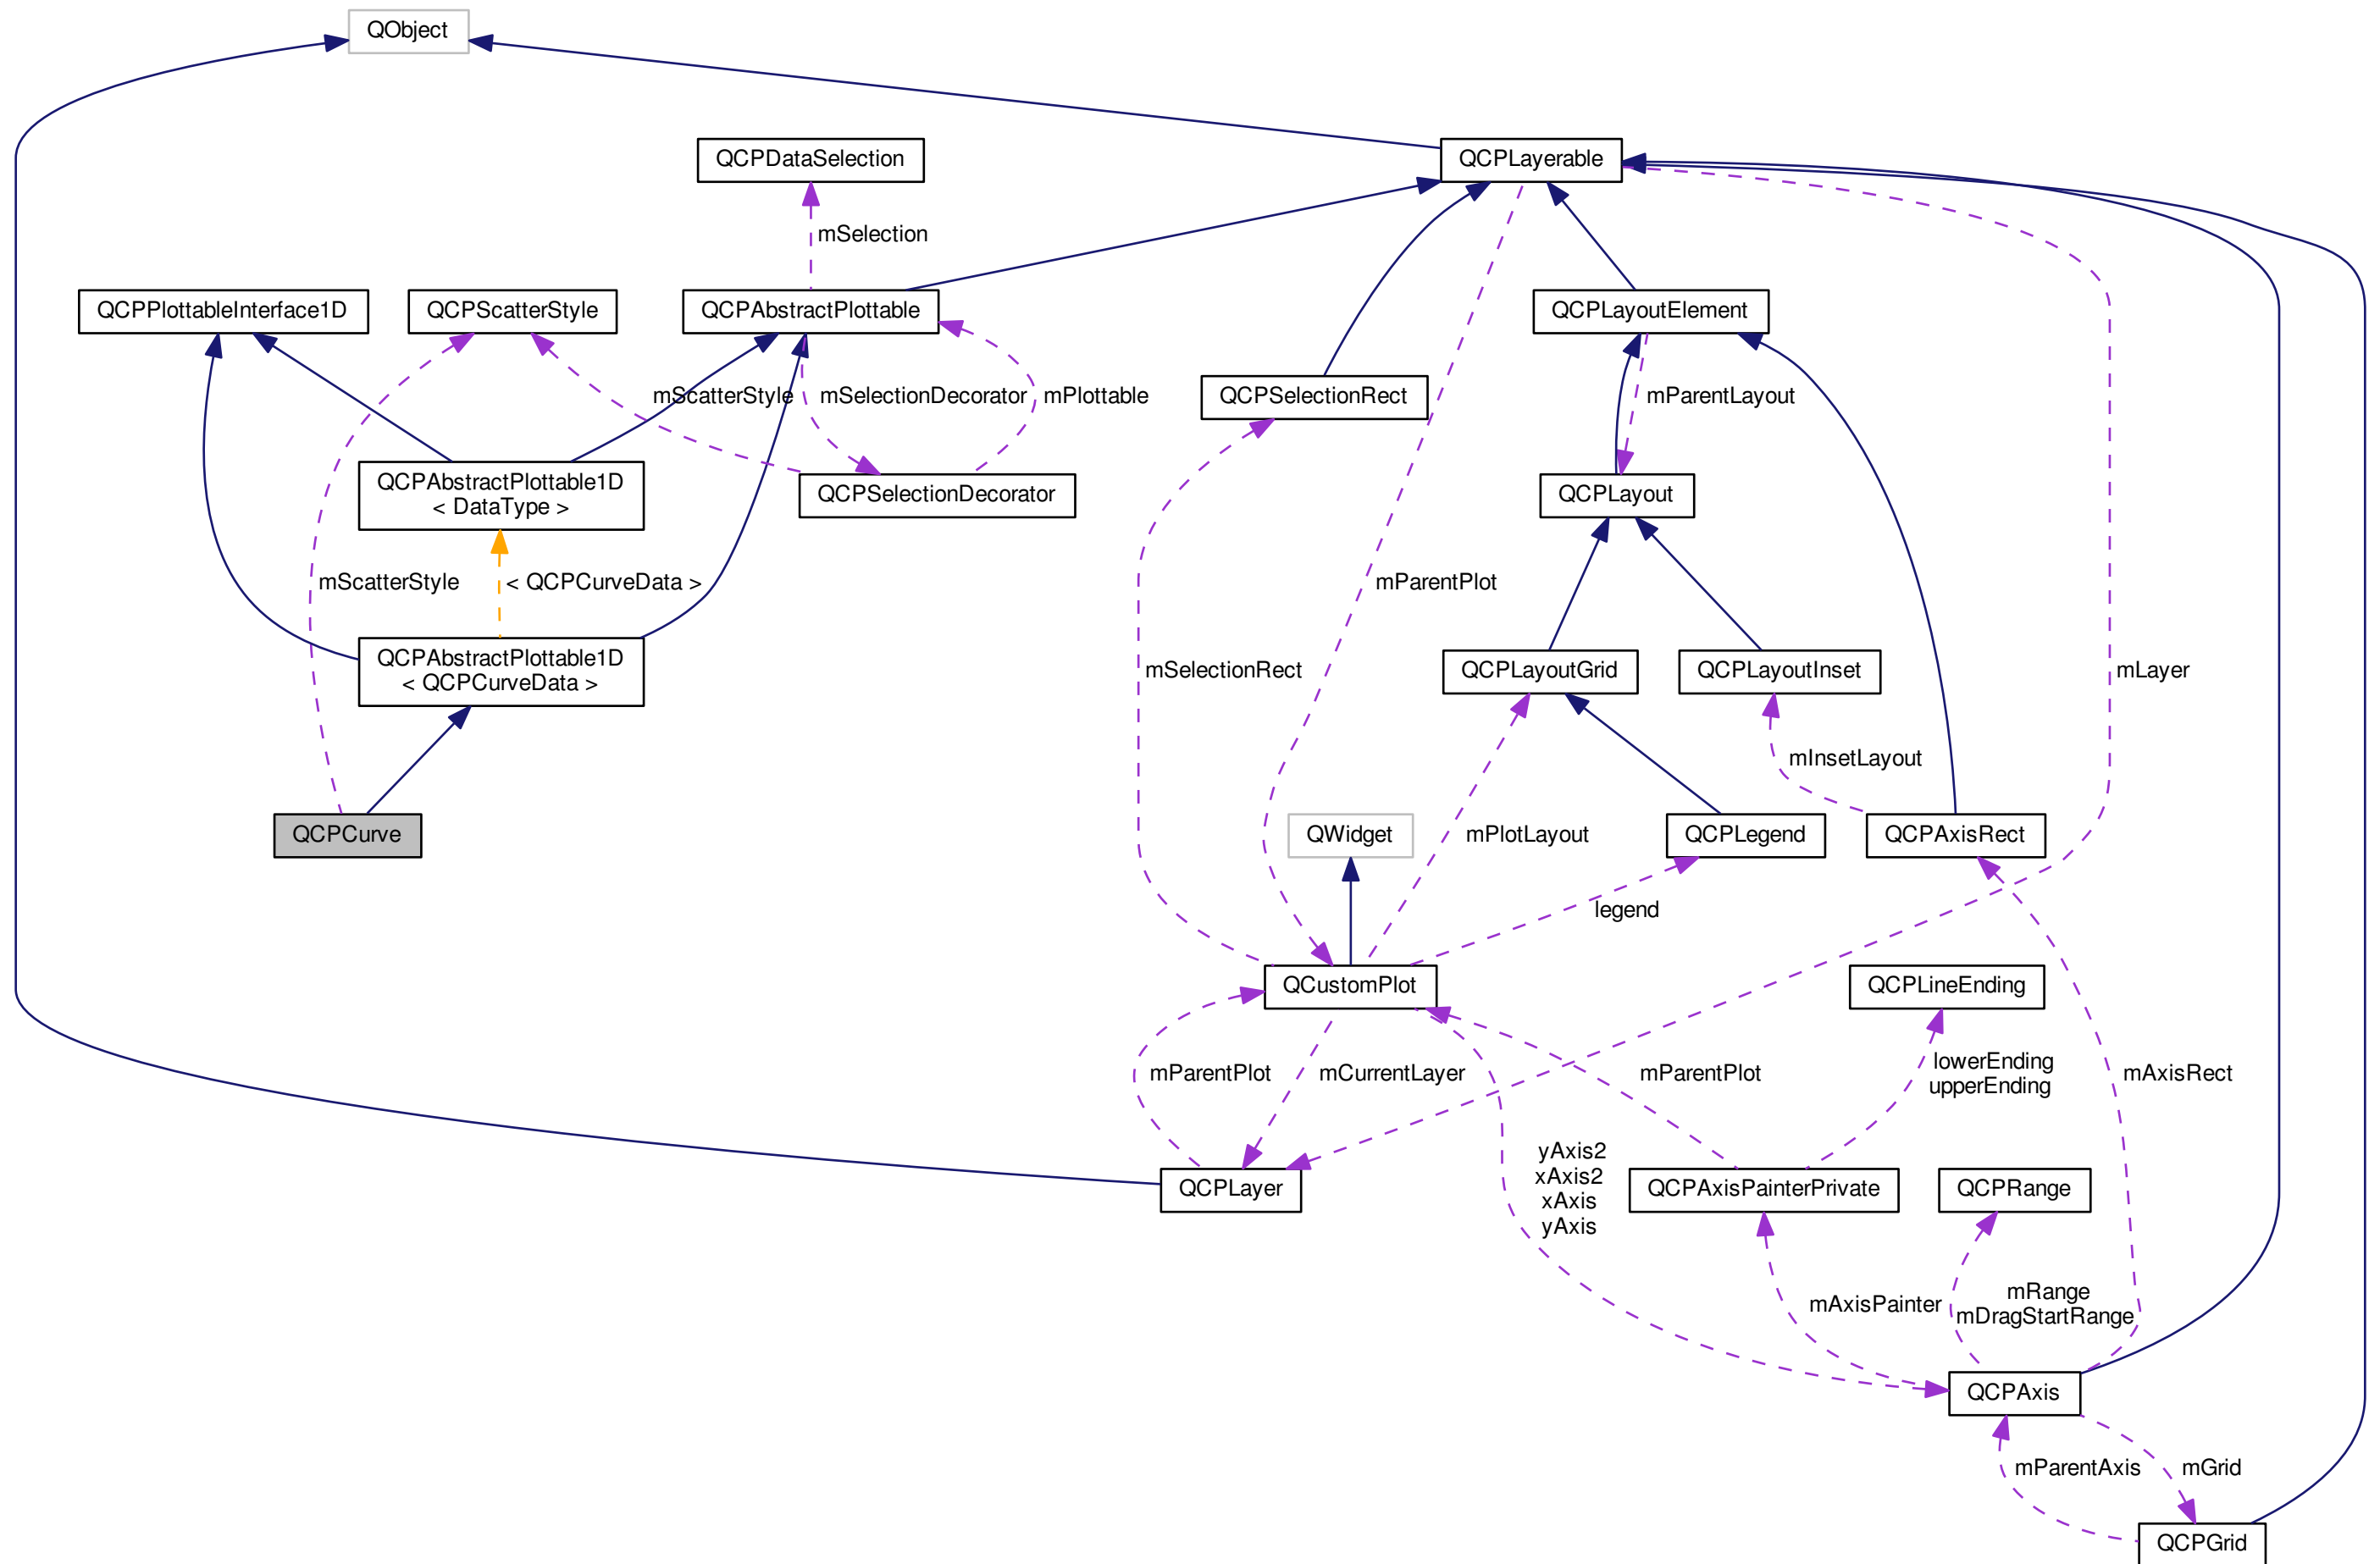 QObject
QCPDataSelection
QCPLayerable
mSelection
QCPPlottableInterface1D
QCPScatterStyle
QCPAbstractPlottable
QCPLayoutElement
mScatterStyle
mSelectionDecorator
mPlottable
QCPSelectionRect
mParentLayout
QCPAbstractPlottable1D
< DataType >
QCPSelectionDecorator
QCPLayout
mScatterStyle
< QCPCurveData >
mParentPlot
QCPAbstractPlottable1D
< QCPCurveData >
mSelectionRect
QCPLayoutGrid
QCPLayoutInset
mLayer
mInsetLayout
QCPCurve
QWidget
mPlotLayout
QCPLegend
QCPAxisRect
legend
QCustomPlot
QCPLineEnding
mParentPlot
mCurrentLayer
mParentPlot
lowerEnding
upperEnding
mAxisRect
yAxis2
xAxis2
xAxis
yAxis
QCPLayer
QCPAxisPainterPrivate
QCPRange
mAxisPainter
mRange
mDragStartRange
QCPAxis
mParentAxis
mGrid
QCPGrid